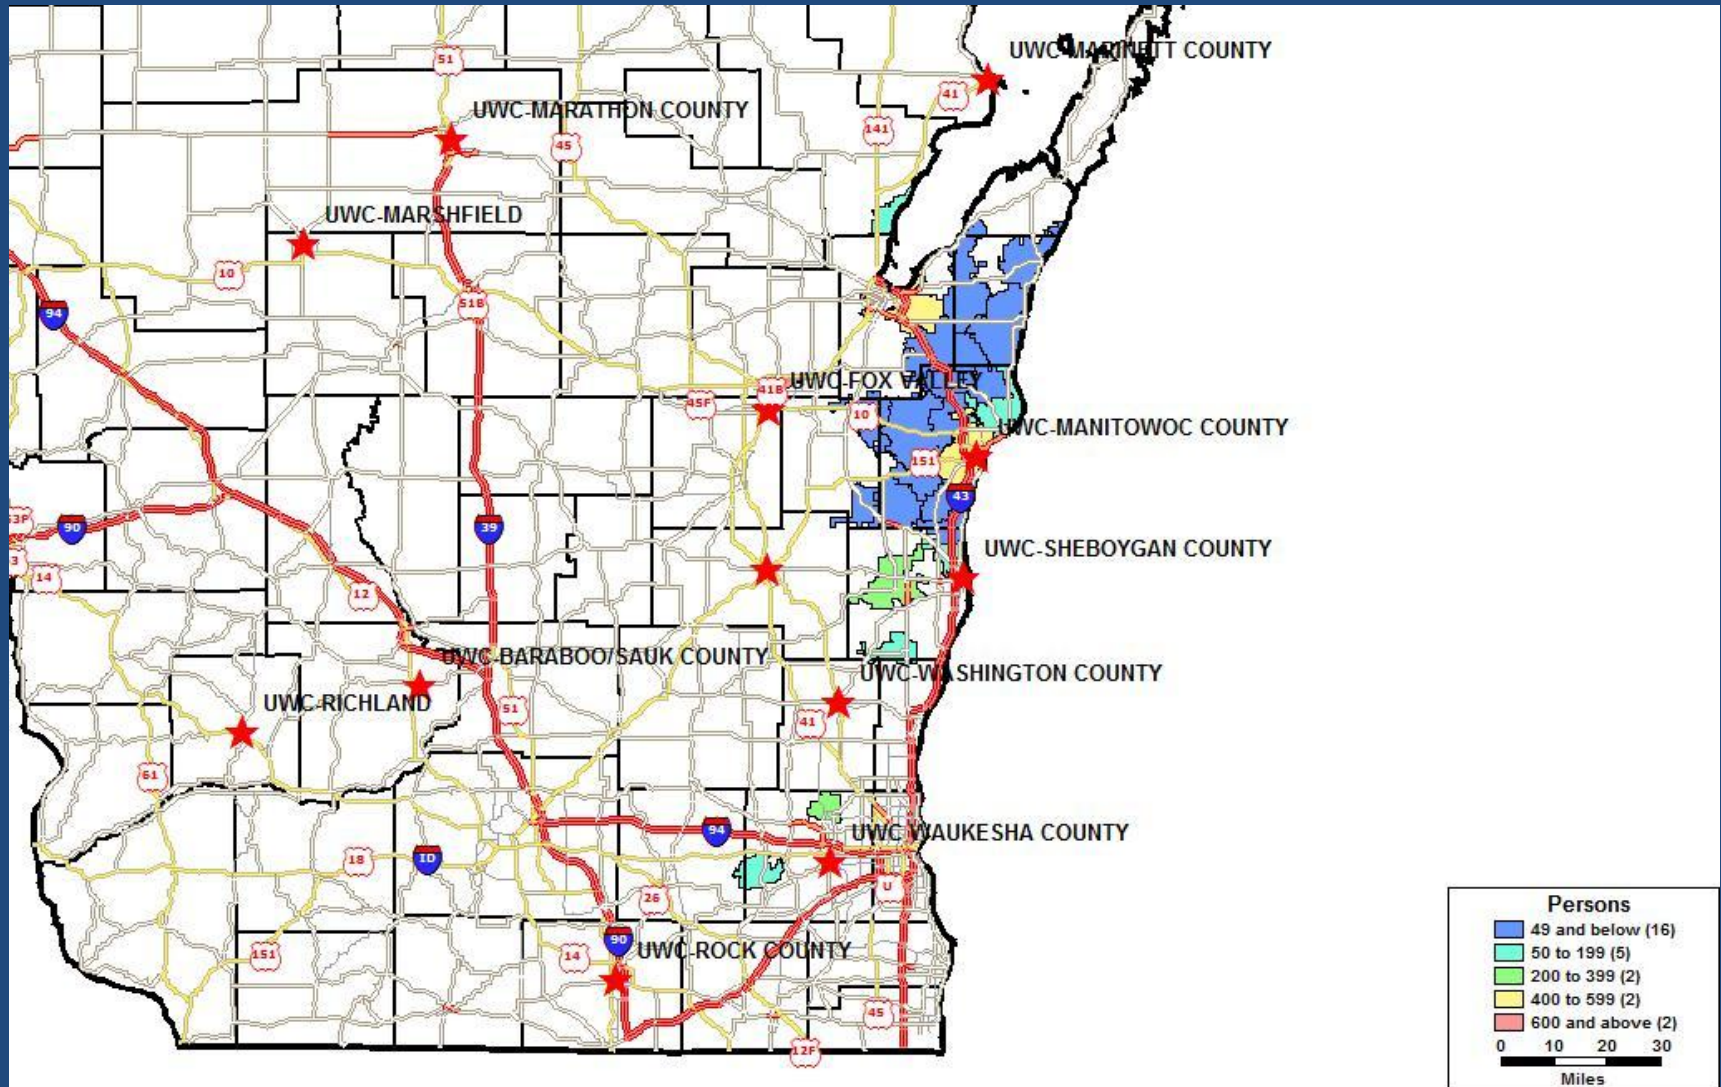 UWC-MARINETT COUNTY
51
41
UWC-MARATHON COUNTY
141
45
UWC-MARSHFIELD
10
51B
94
UWC-FOX VALLEY
41B
45F
10
UWC-MANITOWOC COUNTY
151
43
53P
90
39
UWC-SHEBOYGAN COUNTY
3
14
12
UWC-BARABOO/SAUK COUNTY
UWC-WASHINGTON COUNTY
UWC-RICHLAND
51
41
61
94
UWC WAUKESHA COUNTY
18
ID
U
26
90
UWC-ROCK COUNTY
151
14
45
12F
Persons
49 and below (16)
50 to 199 (5)
200 to 399 (2)
400 to 599 (2)
600 and above (2)
0 10 20 30
Miles